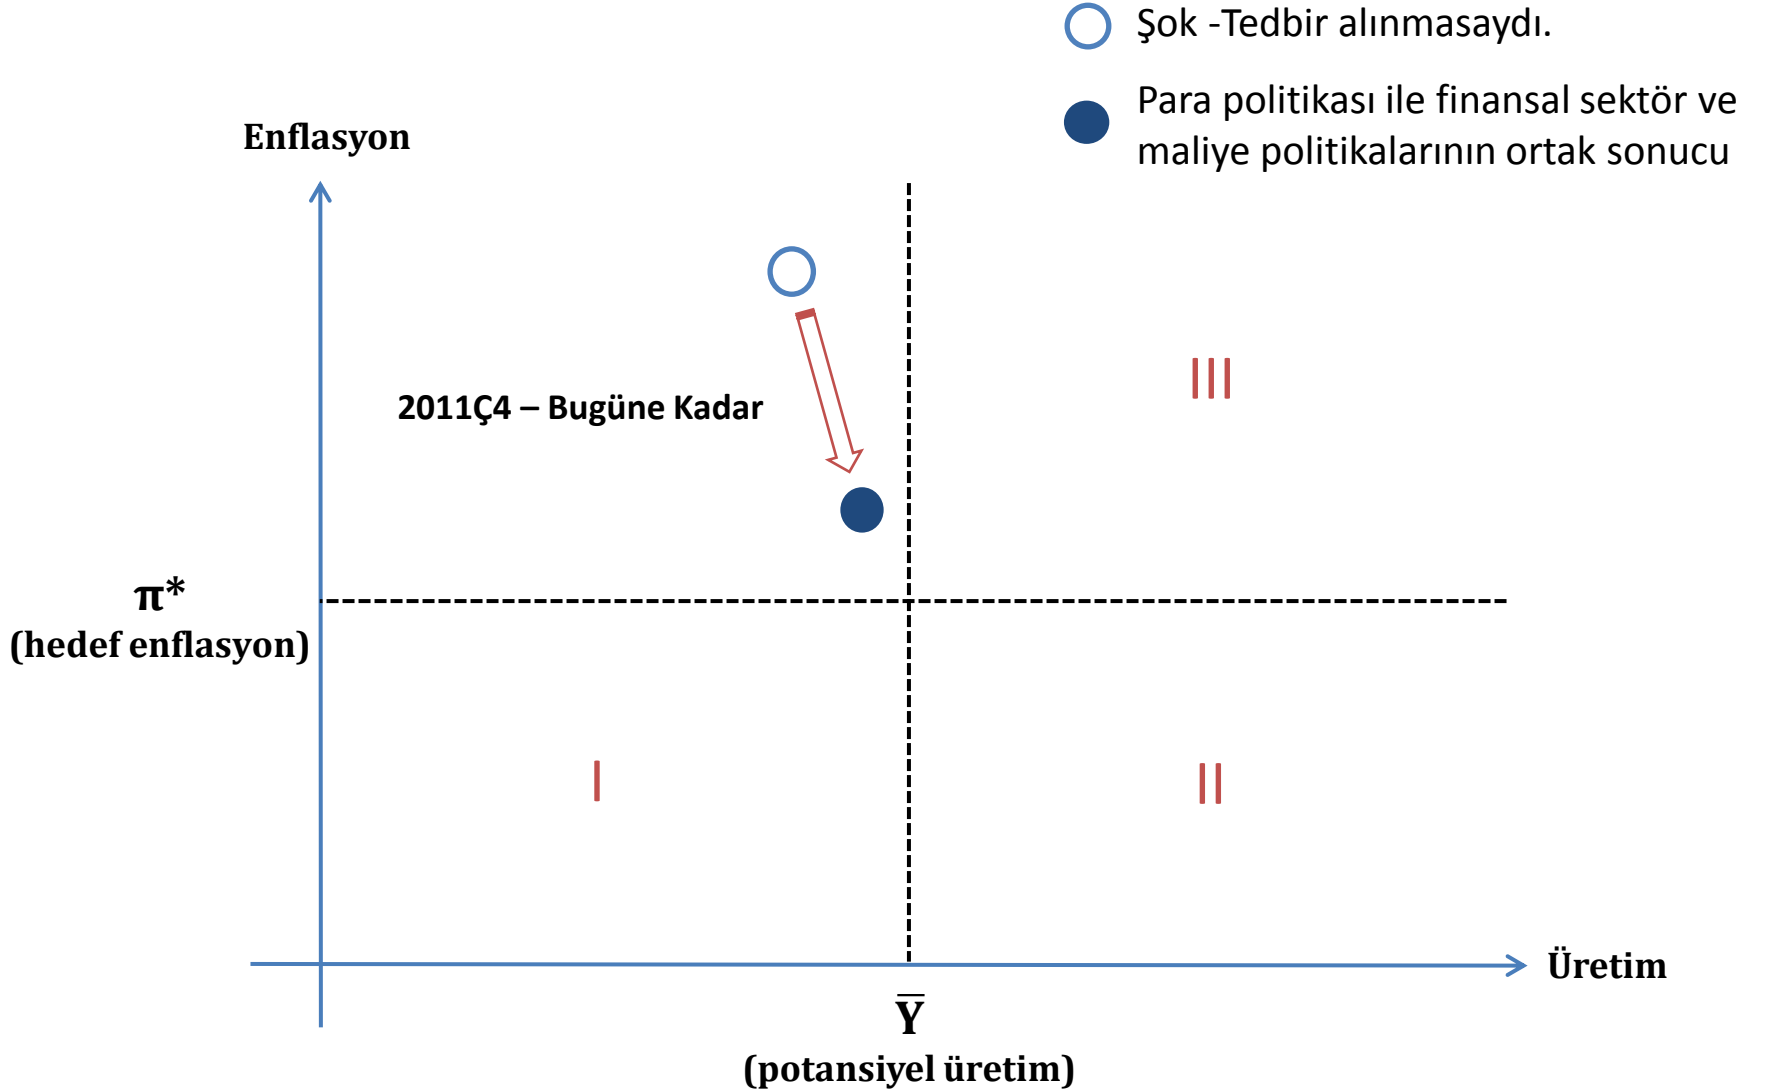 Şok -Tedbir alınmasaydı.
Para politikası ile finansal sektör ve
maliye politikalarının ortak sonucu
Enflasyon
III
2011Ç4 – Bugüne Kadar
π*
(hedef enflasyon)
I
II
Üretim
Y̅
(potansiyel üretim)